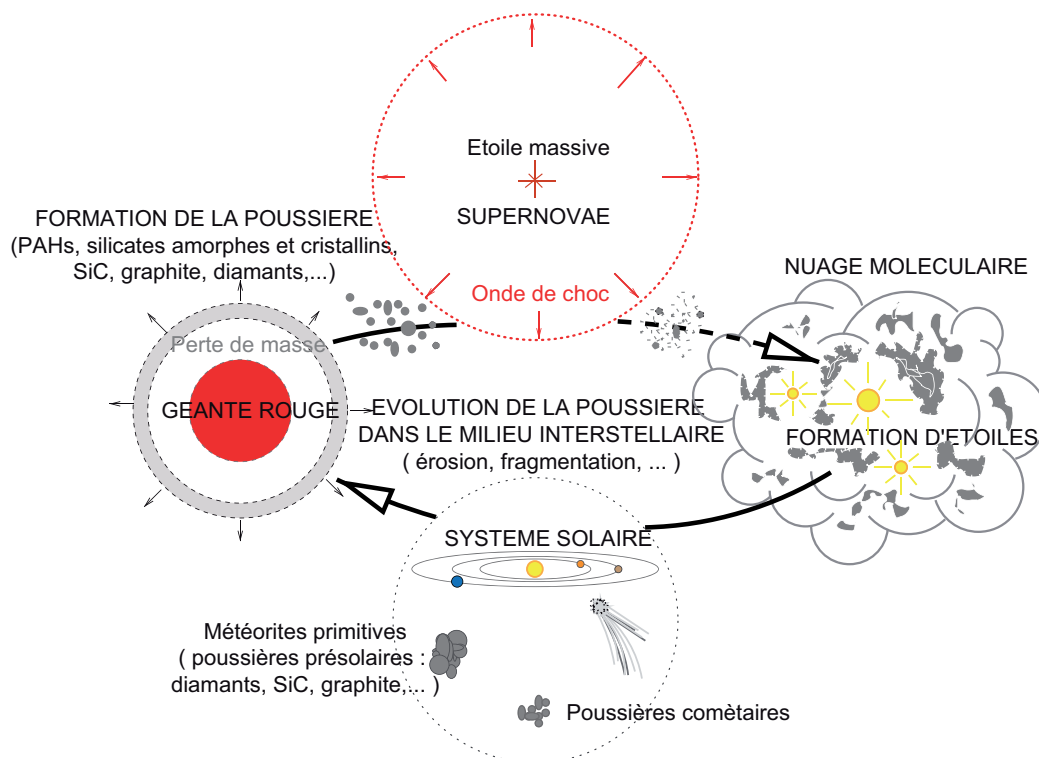 Etoile massive
SUPERNOVAE
Onde de choc
FORMATION DE LA POUSSIERE
(PAHs, silicates amorphes et cristallins,
SiC, graphite, diamants,...)
Perte de masse
GEANTE ROUGE
NUAGE MOLECULAIRE
FORMATION D'ETOILES
EVOLUTION DE LA POUSSIERE
DANS LE MILIEU INTERSTELLAIRE
( érosion, fragmentation, ... )
SYSTEME SOLAIRE
Météorites primitives
( poussières présolaires :
diamants, SiC, graphite,... )
Poussières comètaires